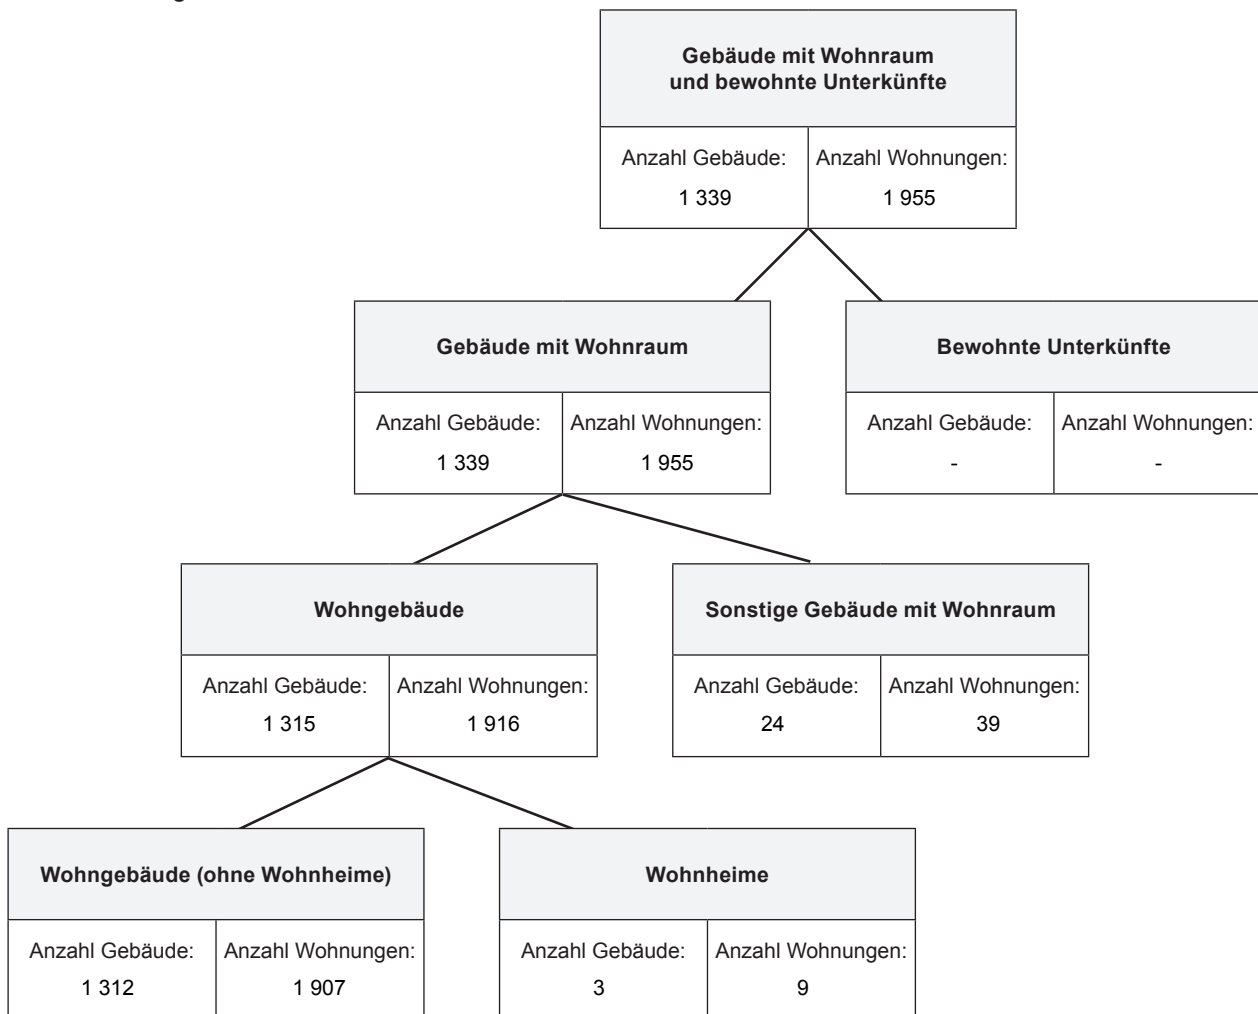 Gebäude mit Wohnraum
und bewohnte Unterkünfte
Anzahl Gebäude: Anzahl Wohnungen:
1 339 1 955
Gebäude mit Wohnraum Bewohnte Unterkünfte
Anzahl Gebäude: Anzahl Wohnungen: Anzahl Gebäude: Anzahl Wohnungen:
1 339 1 955 - -
Wohngebäude Sonstige Gebäude mit Wohnraum
Anzahl Gebäude: Anzahl Wohnungen: Anzahl Gebäude: Anzahl Wohnungen:
1 315 1 916 24 39
Wohngebäude (ohne Wohnheime) Wohnheime
Anzahl Gebäude: Anzahl Wohnungen: Anzahl Gebäude: Anzahl Wohnungen:
1 312 1 907 3 9